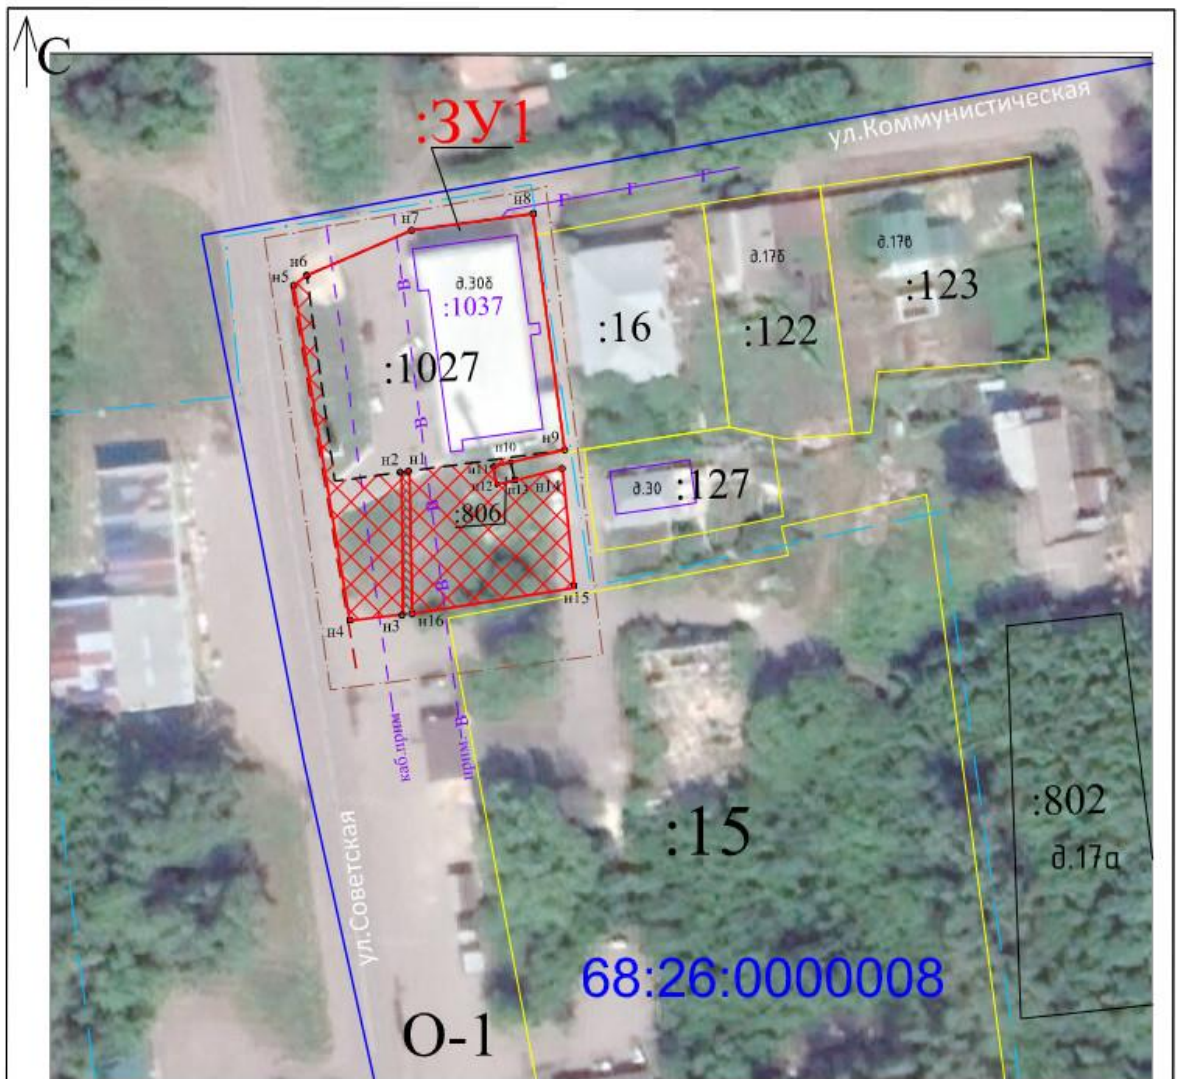 С
:ЗУ1
ул.Коммунистическая
н8
Г
Г
Г
н7
н6
н5
д.17б
д.17в
д.30б
:1037
В
:16
:122
:123
:1027
В
н10
н9
н2
н1
н11
н12
н13
н14
д.30
:127
:806
В
В
н15
н4
н3
н16
каб.прим
прим.
В
:802
д.17а
:15
ул.Советская
68:26:0000008
О-1